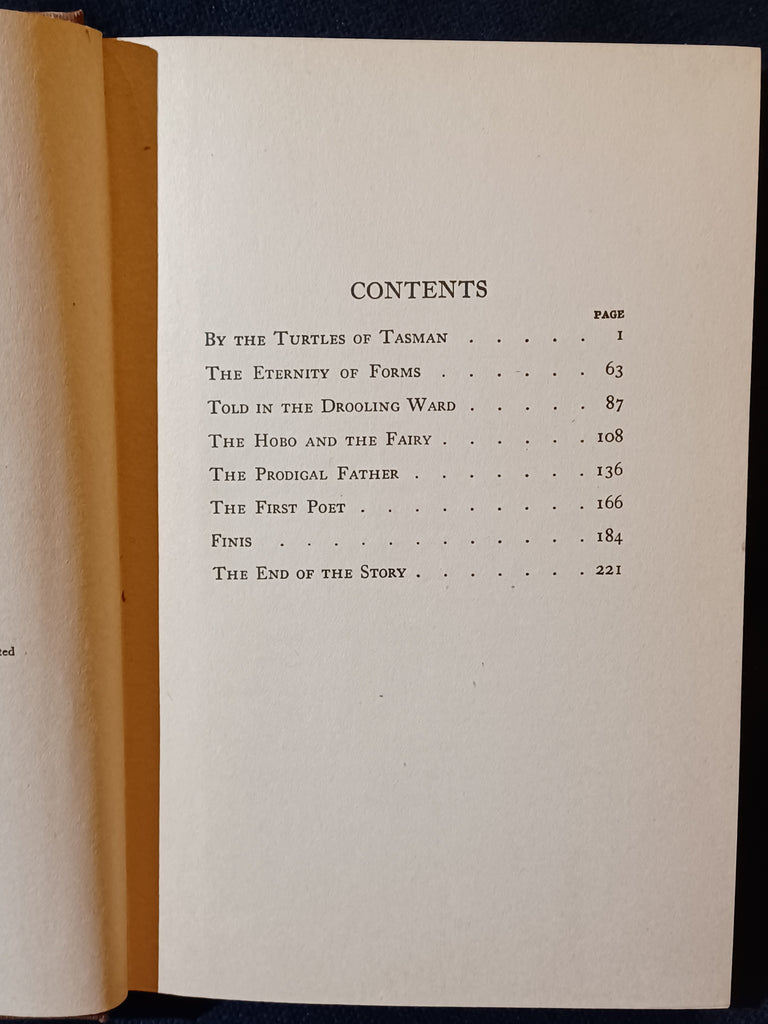 CONTENTS
PAGE
By the Turtles of Tasman . . . . . 1
The Eternity of Forms . . . . . . 63
Told in the Drooling Ward . . . . . 87
The Hobo and the Fairy . . . . . . 108
The Prodigal Father . . . . . . . 136
The First Poet . . . . . . . . . 166
Finis . . . . . . . . . . . . 184
The End of the Story . . . . . . . 221